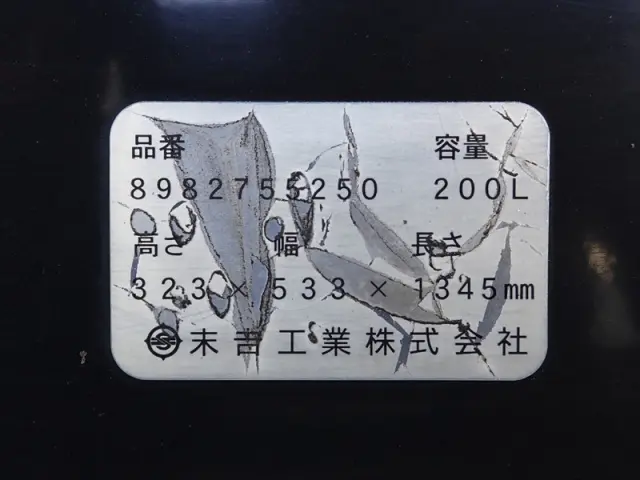 品番 容量
8982755250 200L
高さ 幅 長さ
323 × 533 × 1345mm
末吉工業株式会社